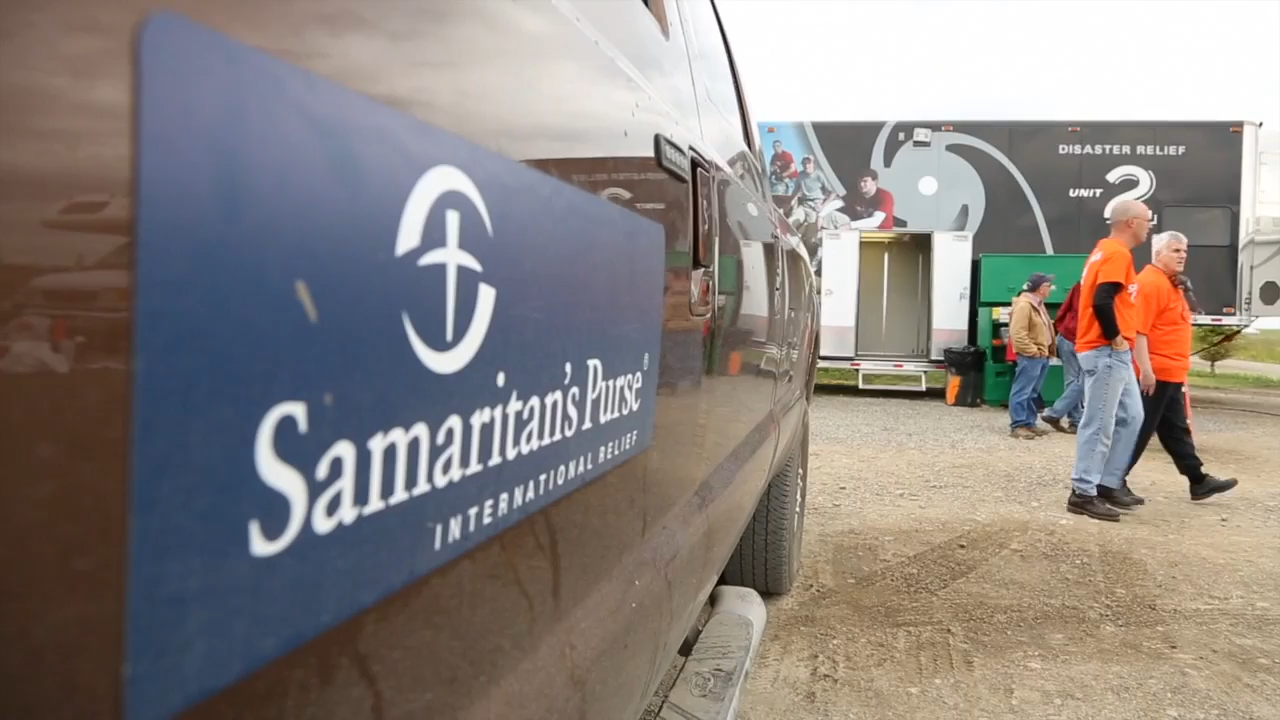 Samaritan's Purse®
INTERNATIONAL RELIEF
DISASTER RELIEF
UNIT 2